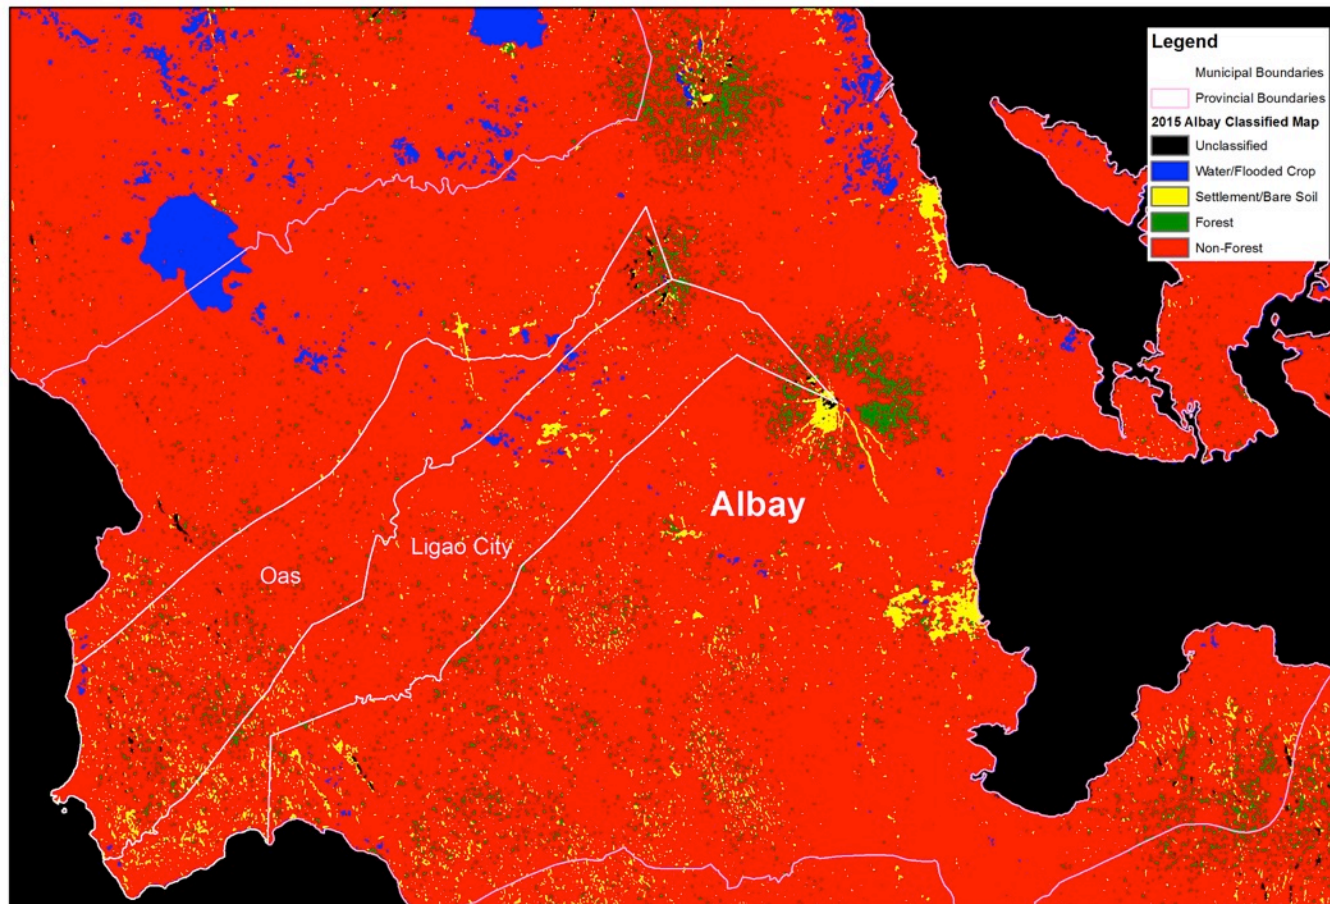 Legend
Municipal Boundaries
Provincial Boundaries
2015 Albay Classified Map
Unclassified
Water/Flooded Crop
Settlement/Bare Soil
Forest
Non-Forest
Albay
Ligao City
Oas